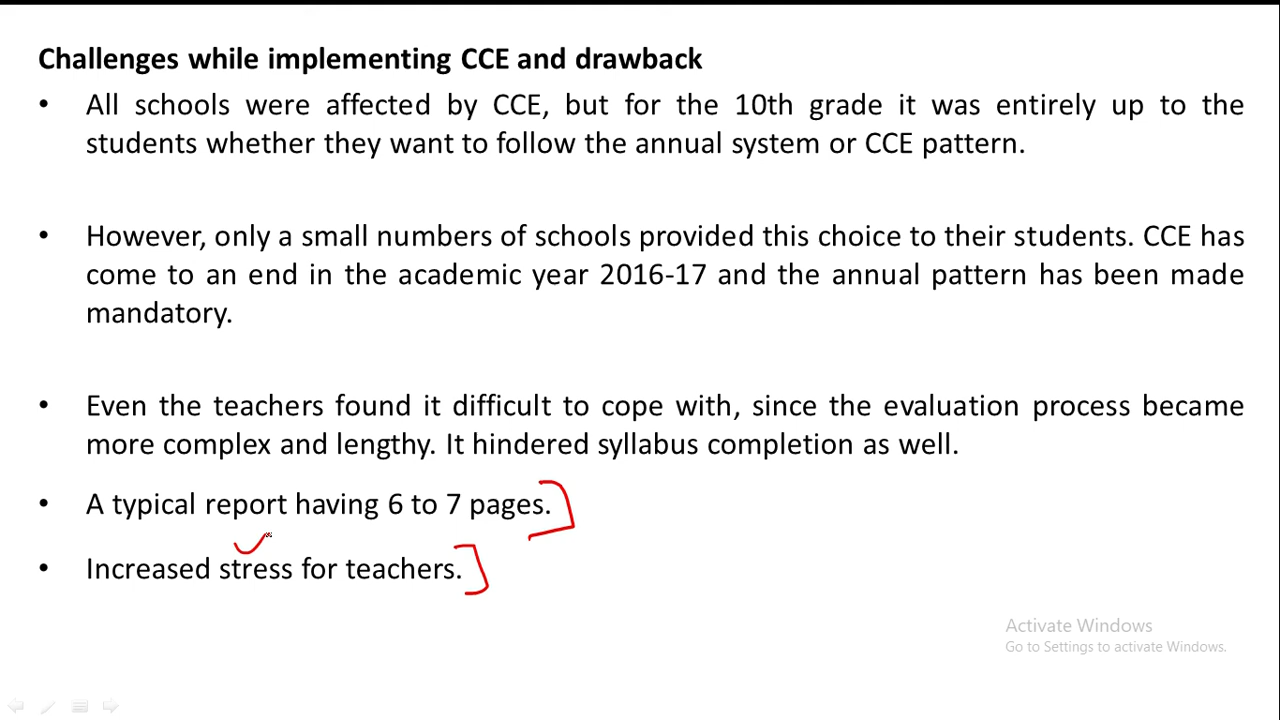 Challenges while implementing CCE and drawback
• All schools were affected by CCE, but for the 10th grade it was entirely up to the
students whether they want to follow the annual system or CCE pattern.
• However, only a small numbers of schools provided this choice to their students. CCE has
come to an end in the academic year 2016-17 and the annual pattern has been made
mandatory.
• Even the teachers found it difficult to cope with, since the evaluation process became
more complex and lengthy. It hindered syllabus completion as well.
• A typical report having 6 to 7 pages.
• Increased stress for teachers.
Activate Windows
Go to Settings to activate Windows.